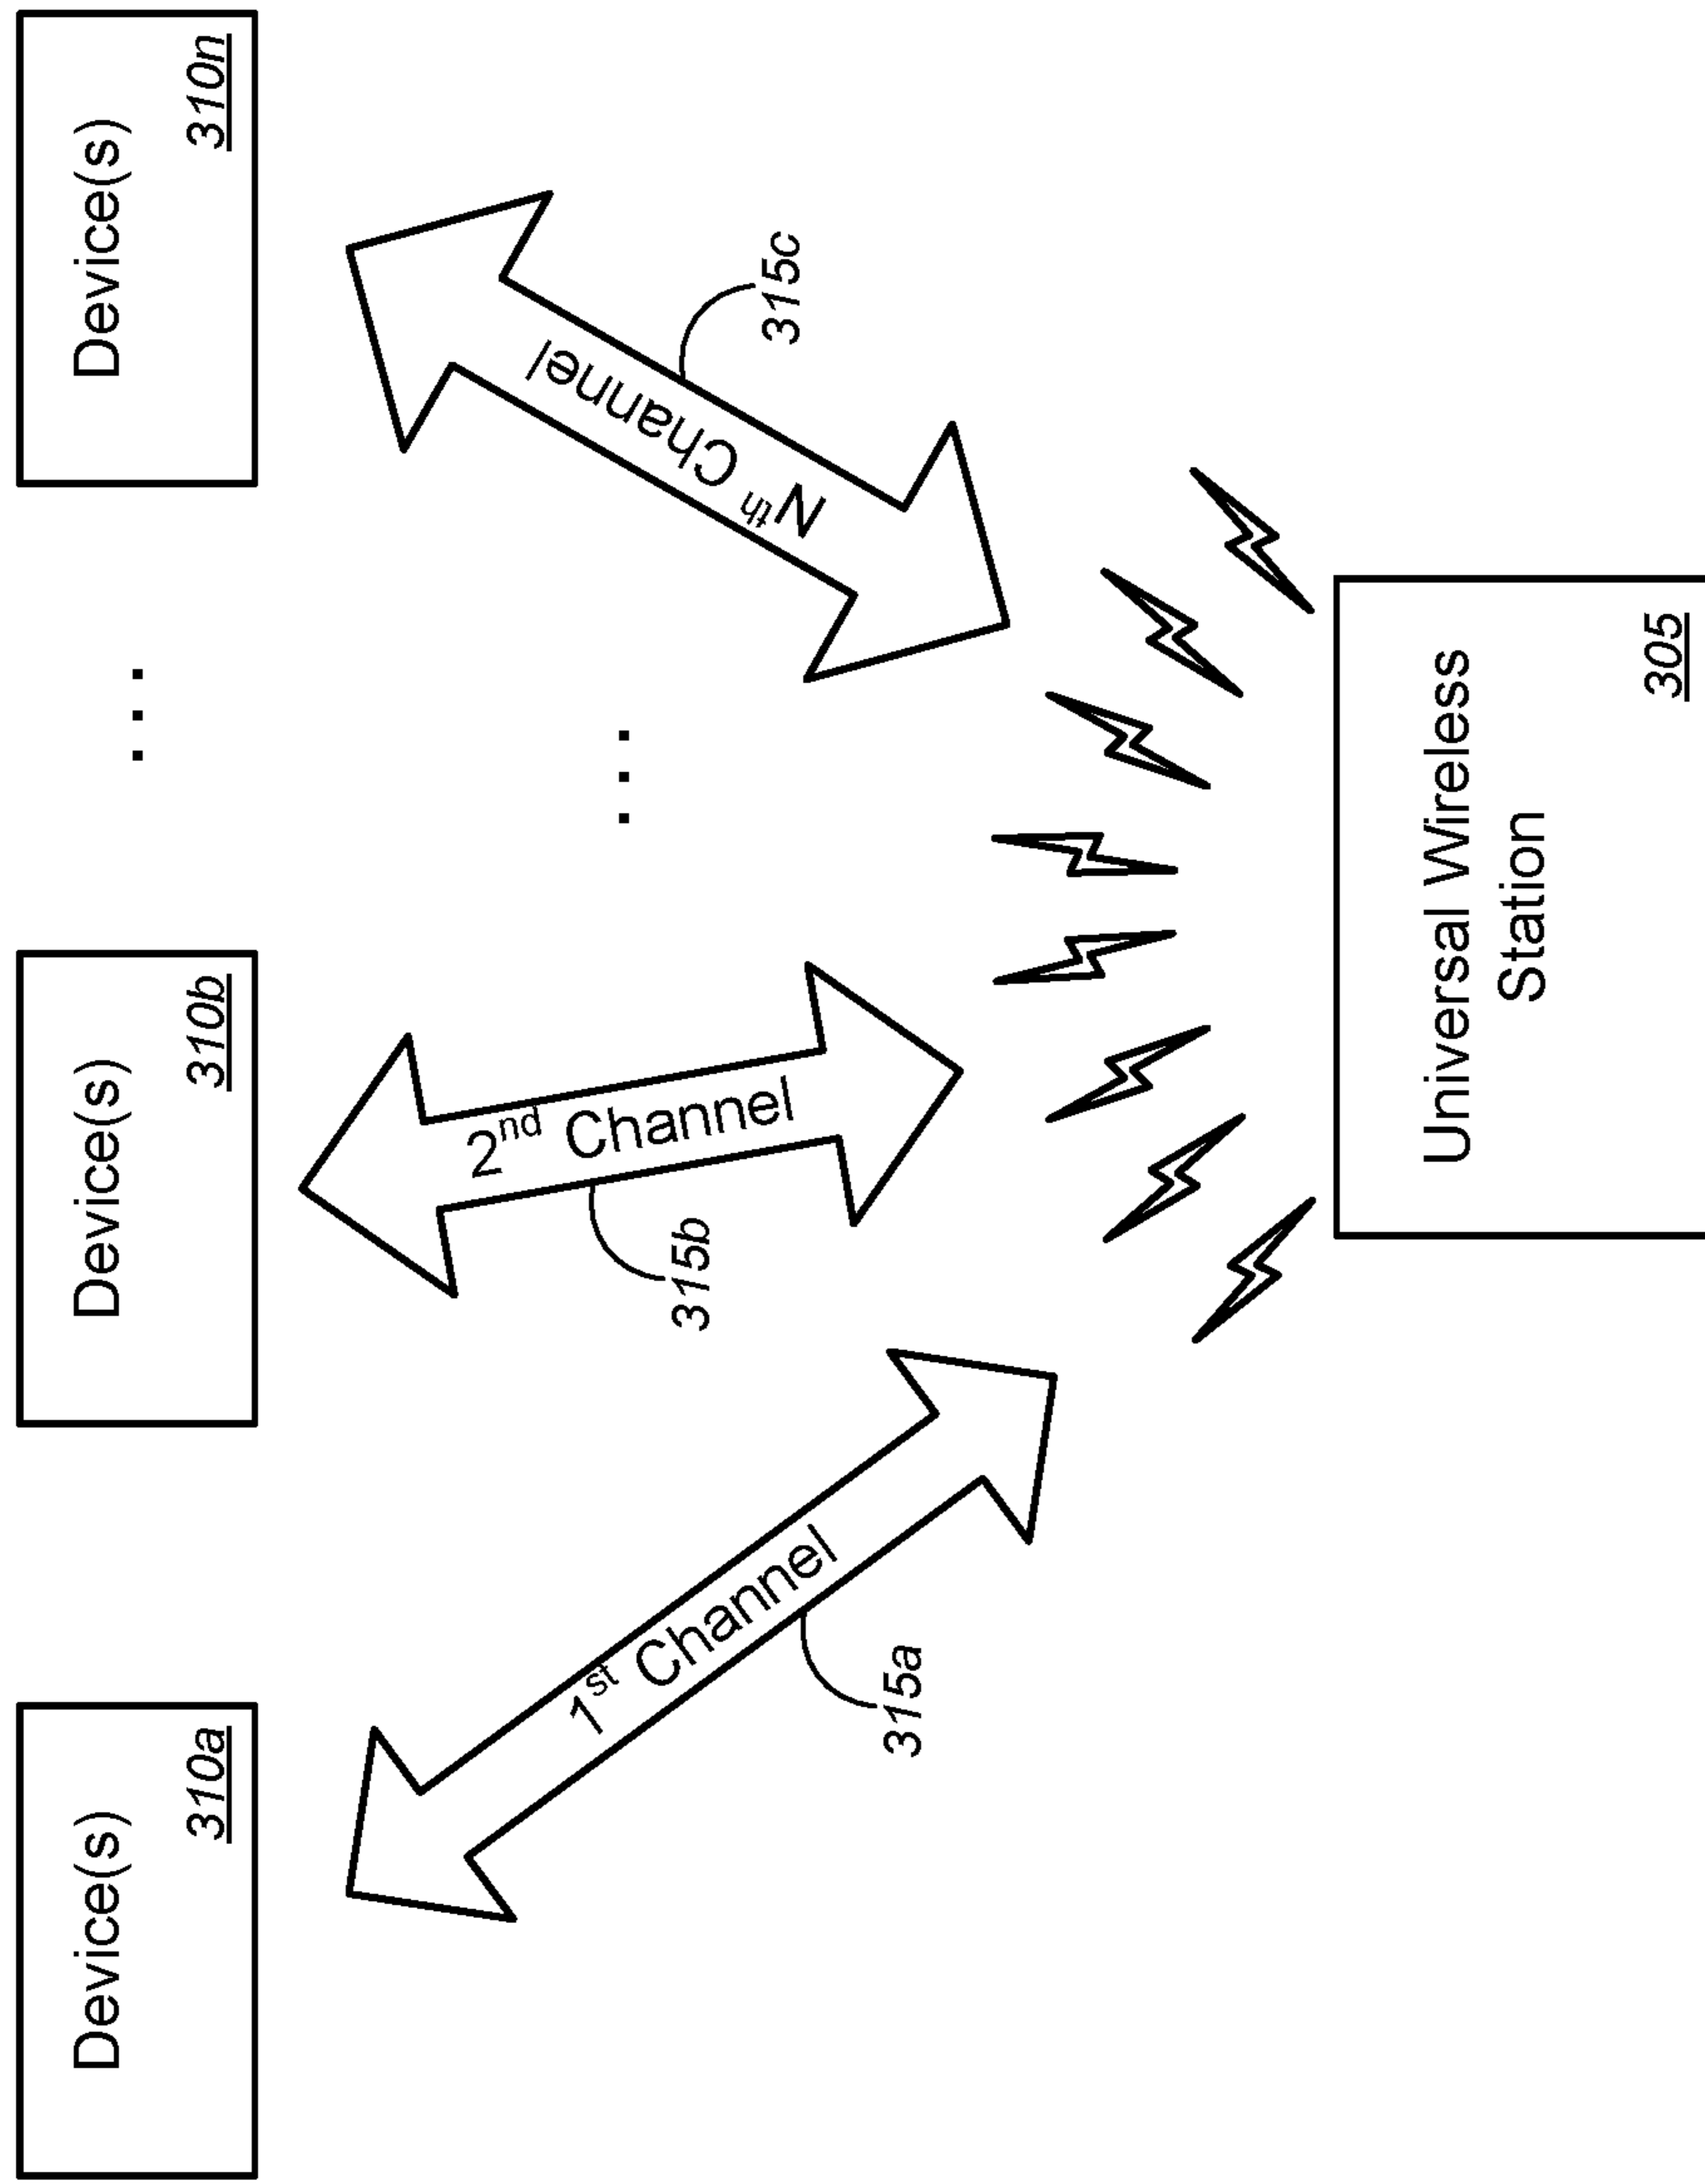 Device(s)
310a
Device(s)
310b
. . .
Device(s)
310n
1st Channel
315a
2nd Channel
315b
. . .
Nth Channel
315c
Universal Wireless
Station
305